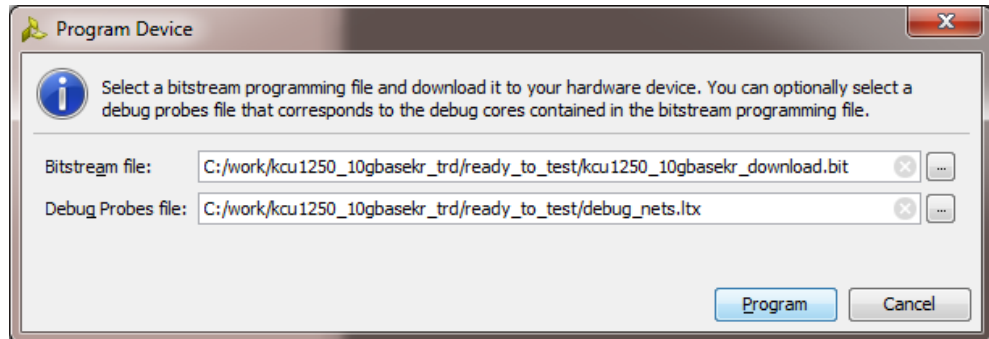 Program Device
Select a bitstream programming file and download it to your hardware device. You can optionally select a
debug probes file that corresponds to the debug cores contained in the bitstream programming file.
Bitstream file: C:/work/kcu1250_10gbasekr_trd/ready_to_test/kcu1250_10gbasekr_download.bit ...
Debug Probes file: C:/work/kcu1250_10gbasekr_trd/ready_to_test/debug_nets.ltx ...
Program Cancel